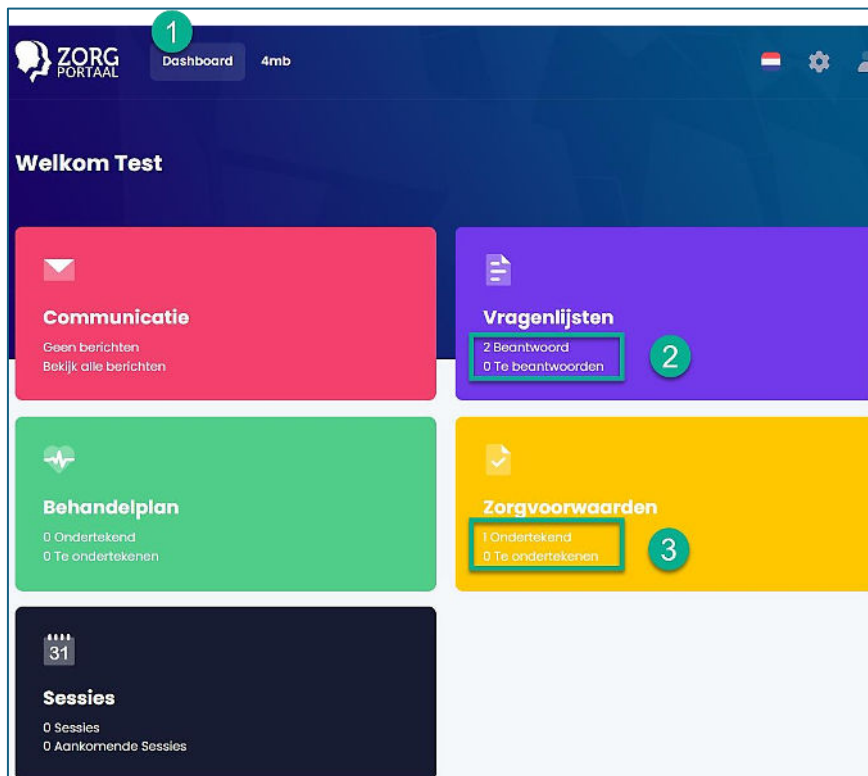 1
ZORG
PORTAAL
Dashboard 4mb
Welkom Test
Communicatie
Geen berichten
Bekijk alle berichten
Vragenlijsten
2 Beantwoord
0 Te beantwoorden
2
Behandelplan
0 Ondertekend
0 Te ondertekenen
Zorgvoorwaarden
1 Ondertekend
0 Te ondertekenen
3
31
Sessies
0 Sessies
0 Aankomende Sessies